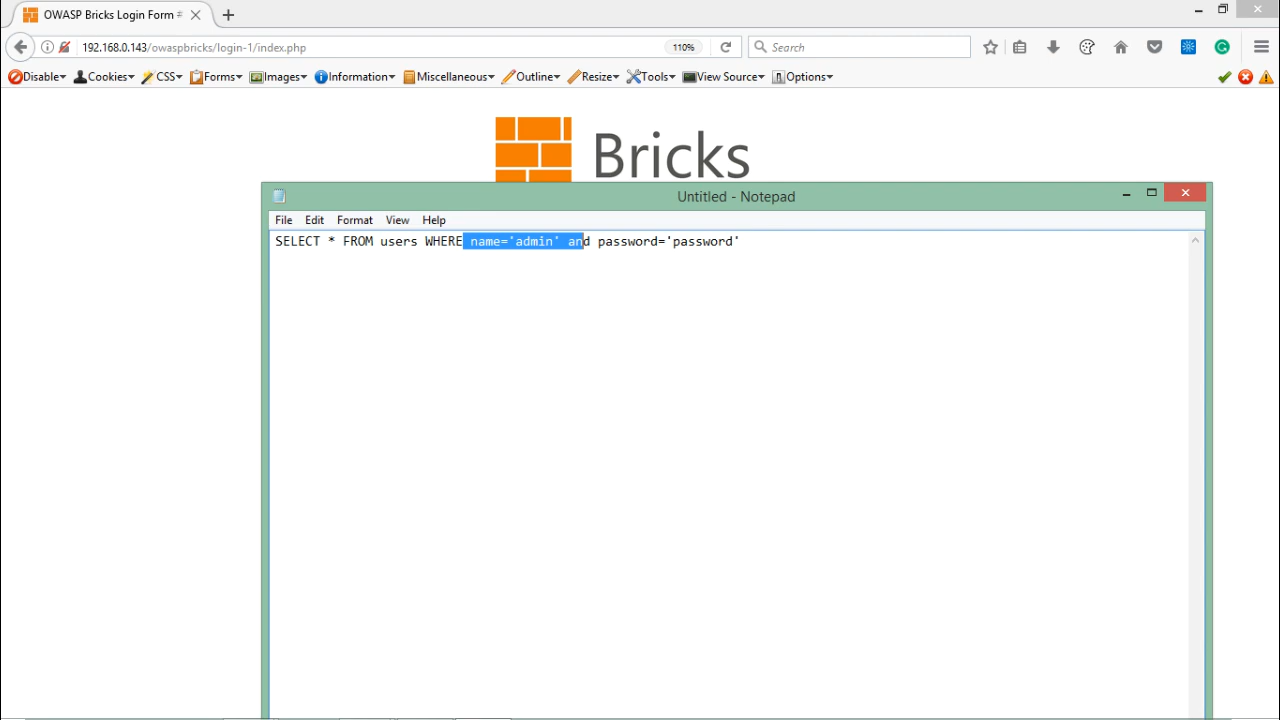 OWASP Bricks Login Form #
192.168.0.143/owaspbricks/login-1/index.php 110% Search
Disable Cookies CSS Forms Images Information Miscellaneous Outline Resize Tools View Source Options
Bricks
Untitled - Notepad
File Edit Format View Help
SELECT * FROM users WHERE name='admin' and password='password'